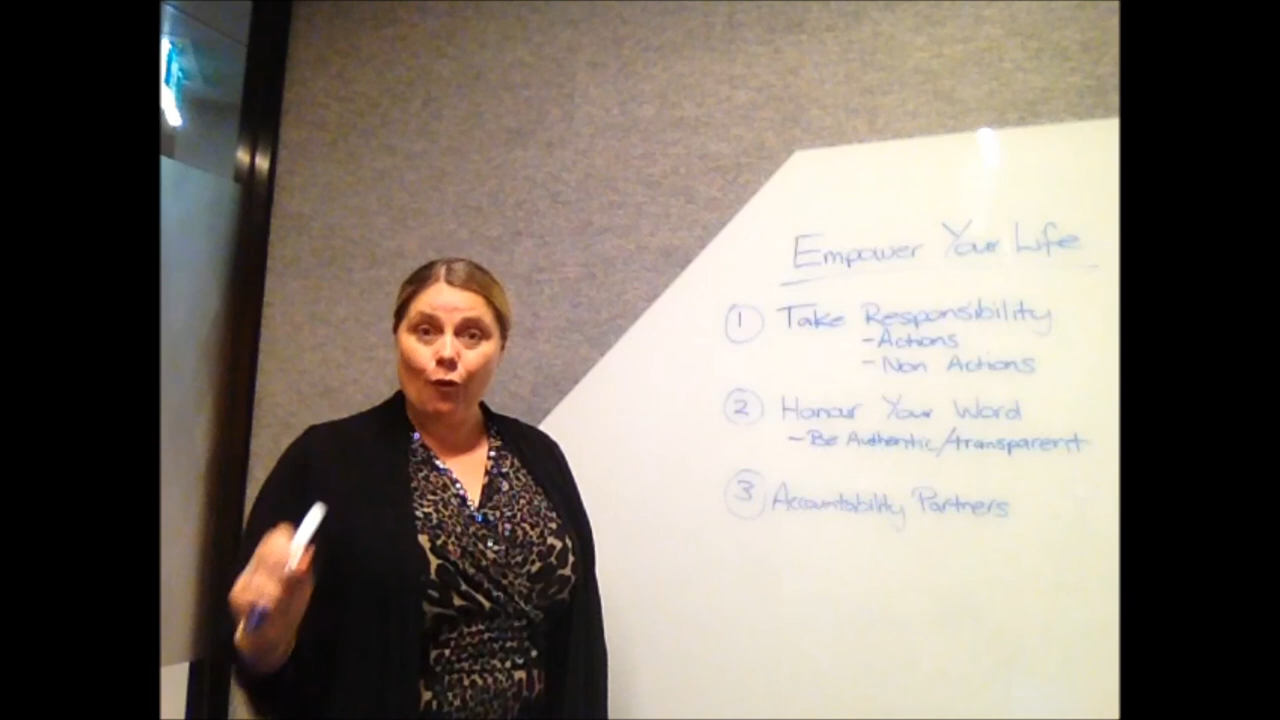 Empower Your Life
1 Take Responsibility
- Actions
- Non Actions
2 Honour Your Word
- Be Authentic/transparent
3 Accountability Partners